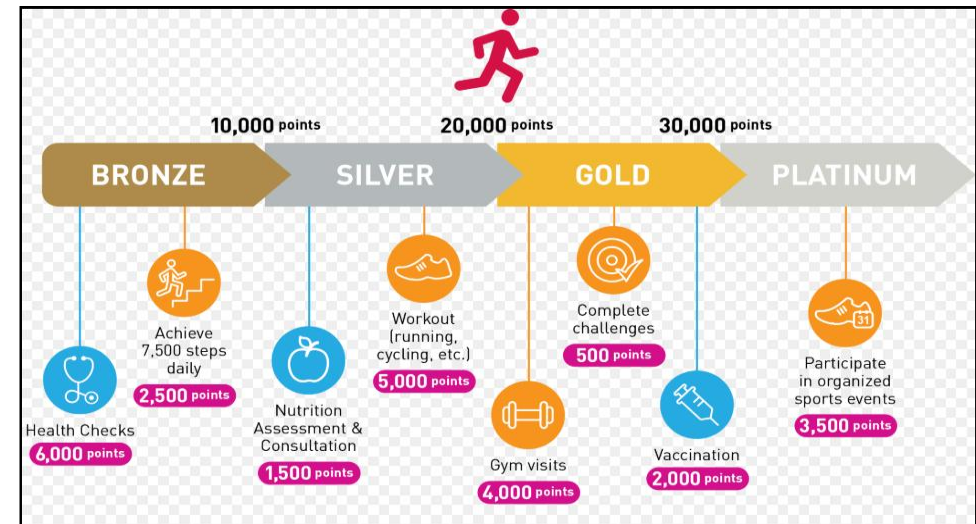 10,000 points
20,000 points
30,000 points
BRONZE
SILVER
GOLD
PLATINUM
Health Checks
6,000 points
Achieve
7,500 steps
daily
2,500 points
Nutrition
Assessment &
Consultation
1,500 points
Workout
(running,
cycling, etc.)
5,000 points
Gym visits
4,000 points
Complete
challenges
500 points
Vaccination
2,000 points
31
Participate
in organized
sports events
3,500 points